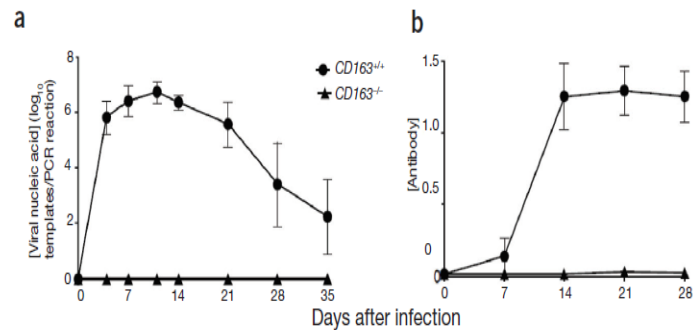 a
b
8
6
4
2
0
[Viral nucleic acid] (log10
templates/PCR reaction)
CD163+/+
CD163−/−
0 7 14 21 28 35
1.5
1.0
0.5
0
0
[Antibody]
0 7 14 21 28
Days after infection